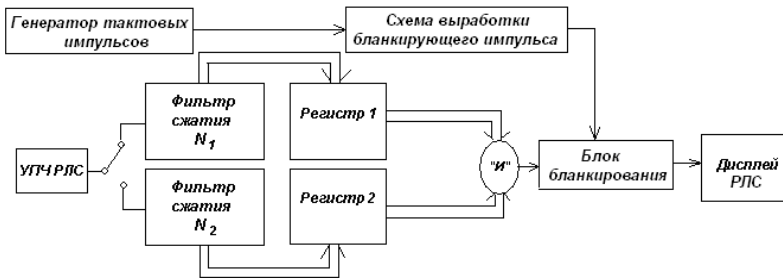 Генератор тактовых
импульсов
Схема выработки
бланкирующего импульса
Фильтр
сжатия
N1
Регистр 1
УПЧ РЛС
"И"
Блок
бланкирования
Дисплей
РЛС
Фильтр
сжатия
N2
Регистр 2